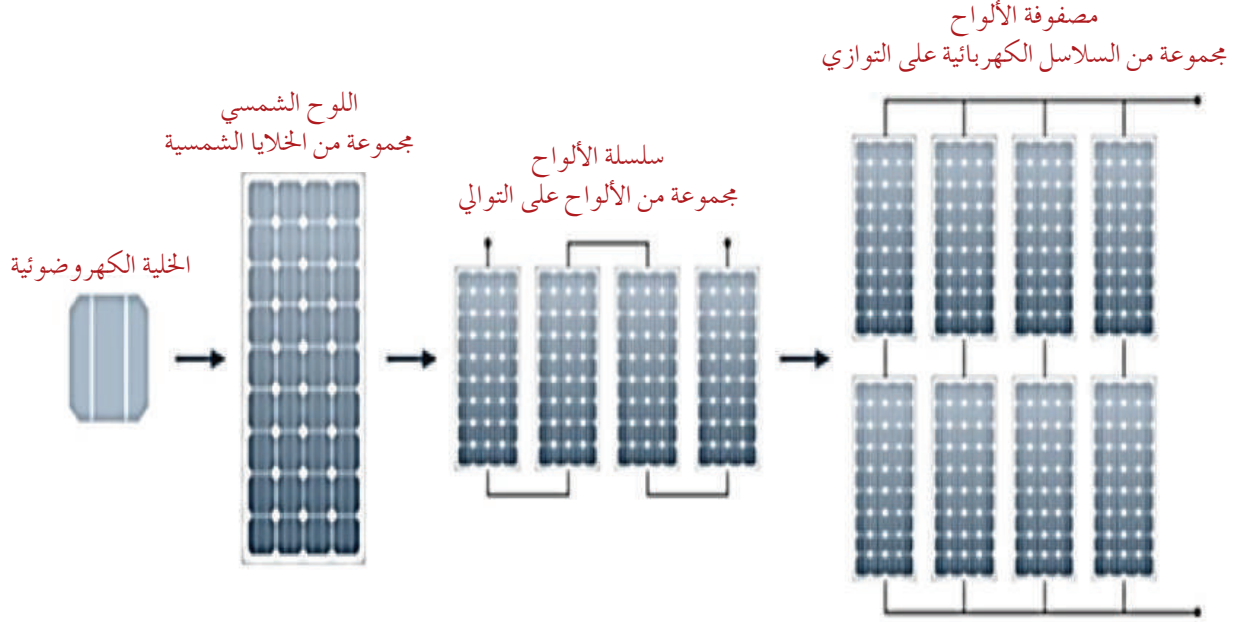 مصفوفة الألواح
مجموعة من السلاسل الكهربائية على التوازي
اللوح الشمسي
مجموعة من الخلايا الشمسية
سلسلة الألواح
مجموعة من الألواح على التوالي
الخلية الكهروضوئية